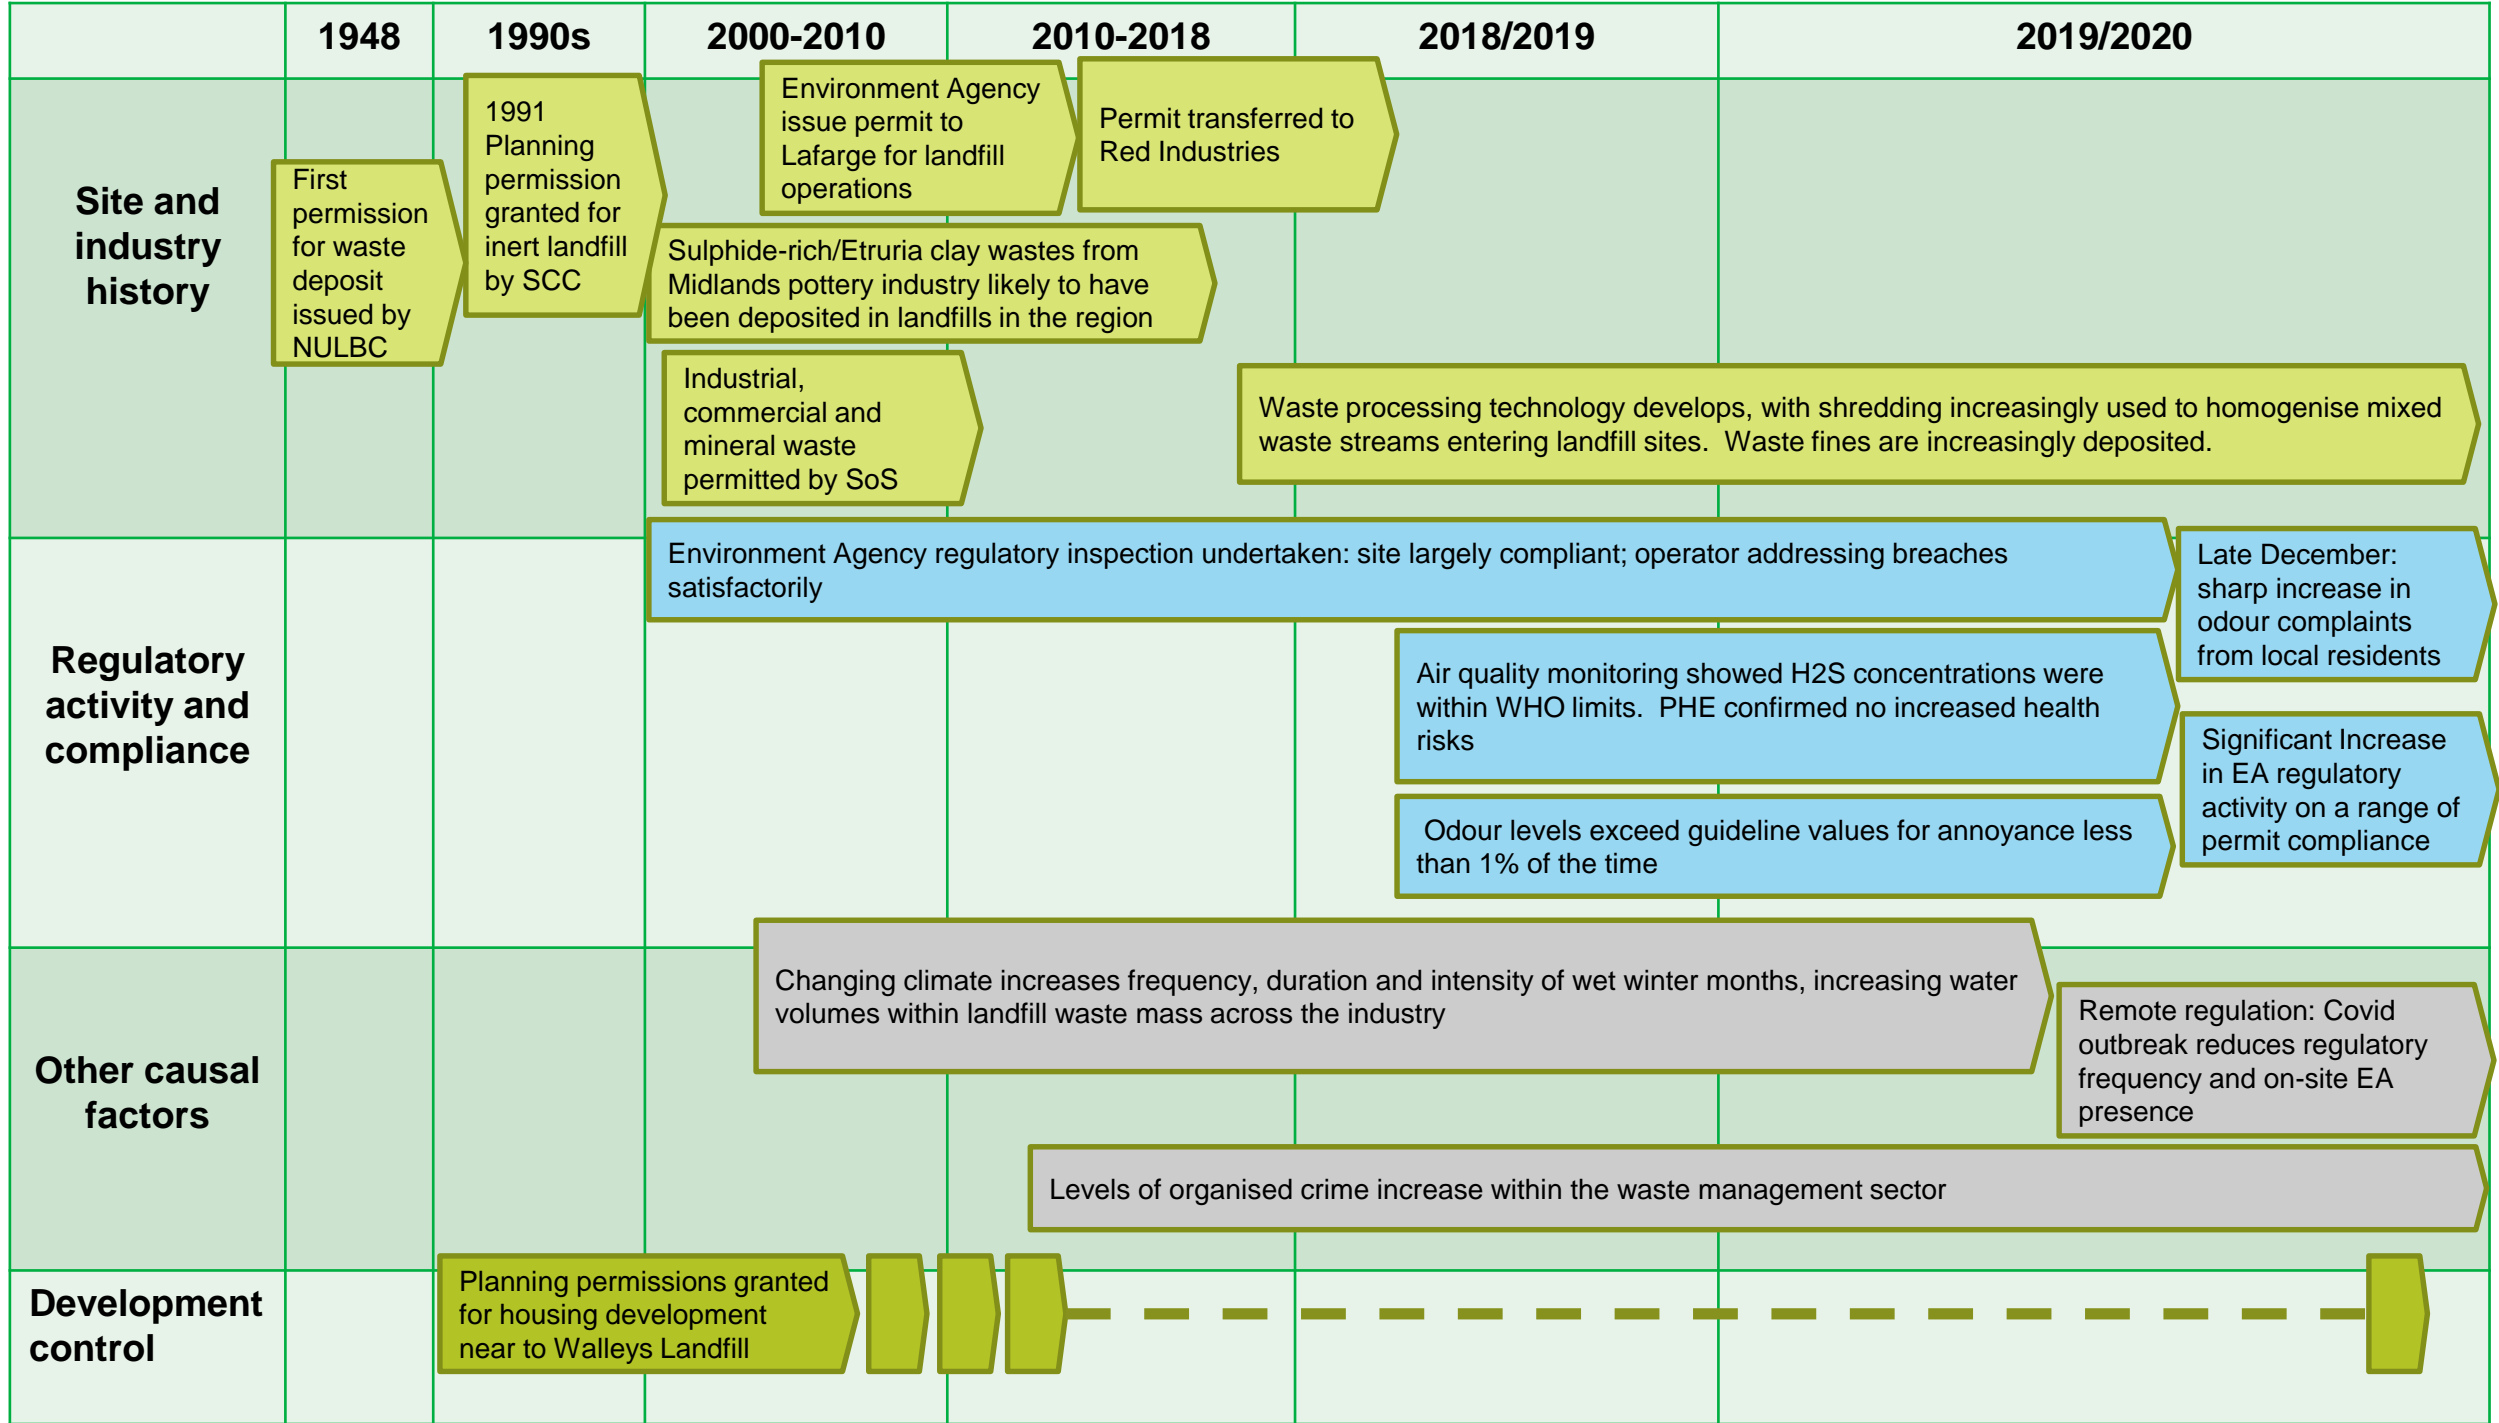 1948
1990s
2000-2010
2010-2018
2018/2019
2019/2020
Site and
industry
history
First
permission
for waste
deposit
issued by
NULBC
1991
Planning
permission
granted for
inert landfill
by SCC
Environment Agency
issue permit to
Lafarge for landfill
operations
Permit transferred to
Red Industries
Sulphide-rich/Etruria clay wastes from
Midlands pottery industry likely to have
been deposited in landfills in the region
Industrial,
commercial and
mineral waste
permitted by SoS
Waste processing technology develops, with shredding increasingly used to homogenise mixed
waste streams entering landfill sites.  Waste fines are increasingly deposited.
Regulatory
activity and
compliance
Environment Agency regulatory inspection undertaken: site largely compliant; operator addressing breaches
satisfactorily
Late December:
sharp increase in
odour complaints
from local residents
Air quality monitoring showed H2S concentrations were
within WHO limits.  PHE confirmed no increased health
risks
Significant Increase
in EA regulatory
activity on a range of
permit compliance
Odour levels exceed guideline values for annoyance less
than 1% of the time
Other causal
factors
Changing climate increases frequency, duration and intensity of wet winter months, increasing water
volumes within landfill waste mass across the industry
Remote regulation: Covid
outbreak reduces regulatory
frequency and on-site EA
presence
Levels of organised crime increase within the waste management sector
Development
control
Planning permissions granted
for housing development
near to Walleys Landfill